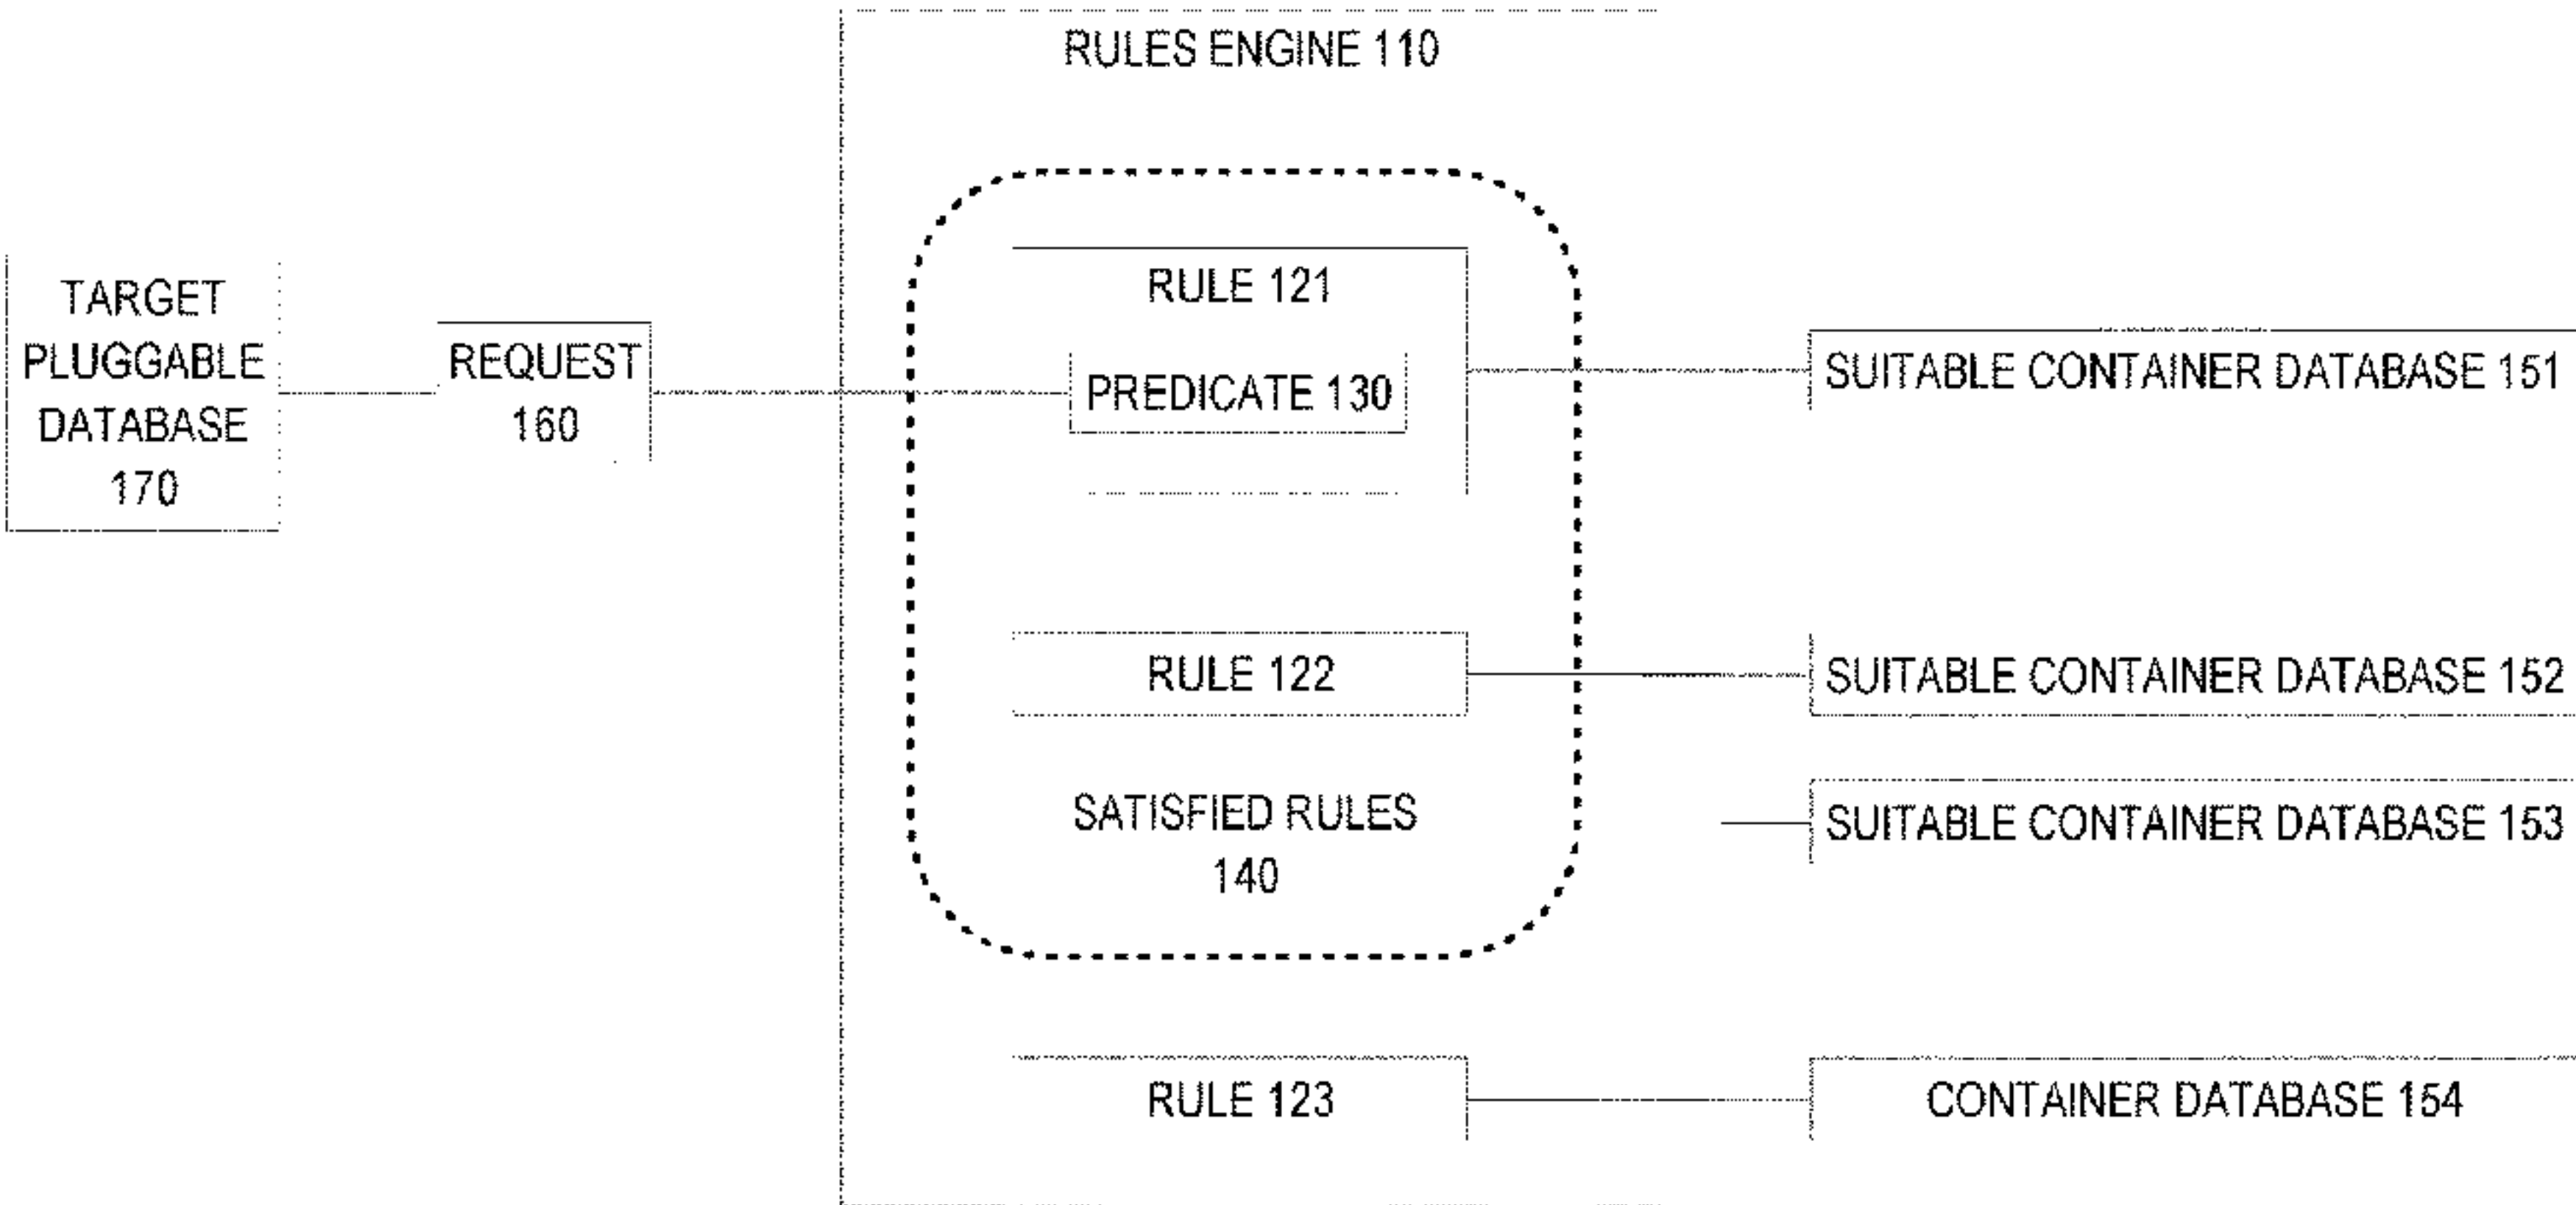 RULES ENGINE 110
TARGET
PLUGGABLE
DATABASE
170
REQUEST
160
RULE 121
PREDICATE 130
SUITABLE CONTAINER DATABASE 151
RULE 122
SUITABLE CONTAINER DATABASE 152
SATISFIED RULES
140
SUITABLE CONTAINER DATABASE 153
RULE 123
CONTAINER DATABASE 154